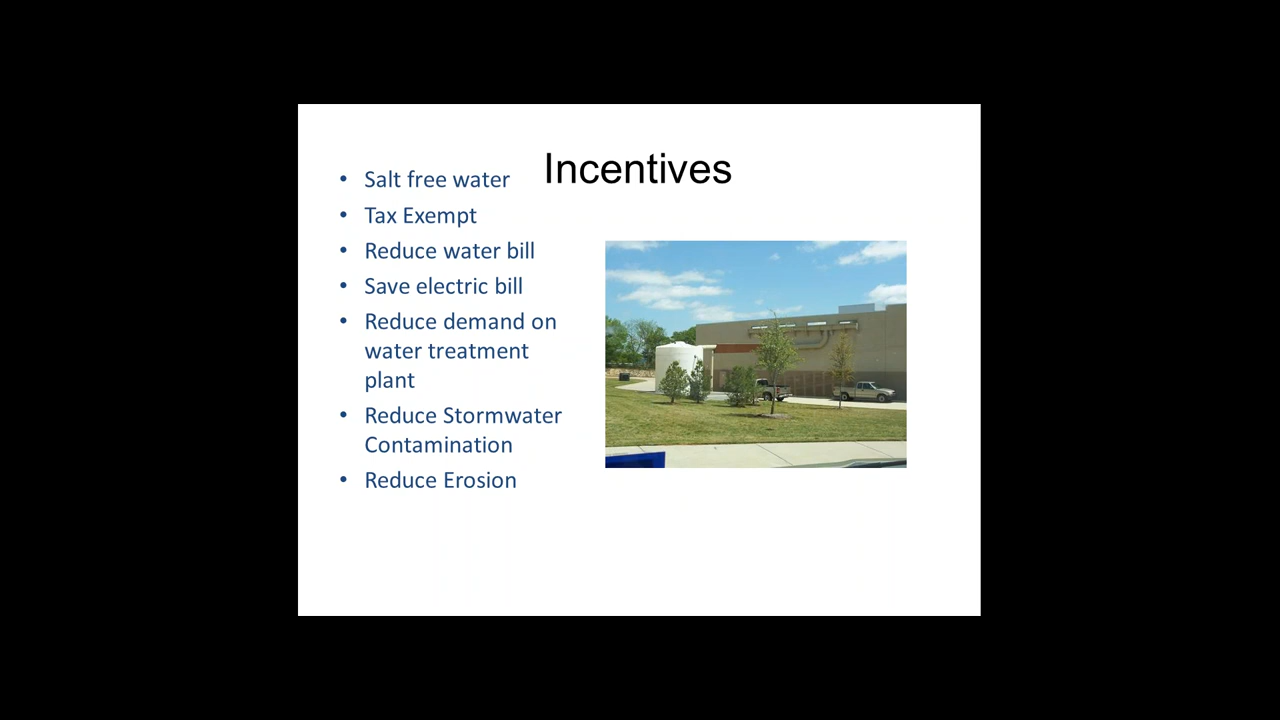 Incentives
• Salt free water
• Tax Exempt
• Reduce water bill
• Save electric bill
• Reduce demand on
water treatment
plant
• Reduce Stormwater
Contamination
• Reduce Erosion